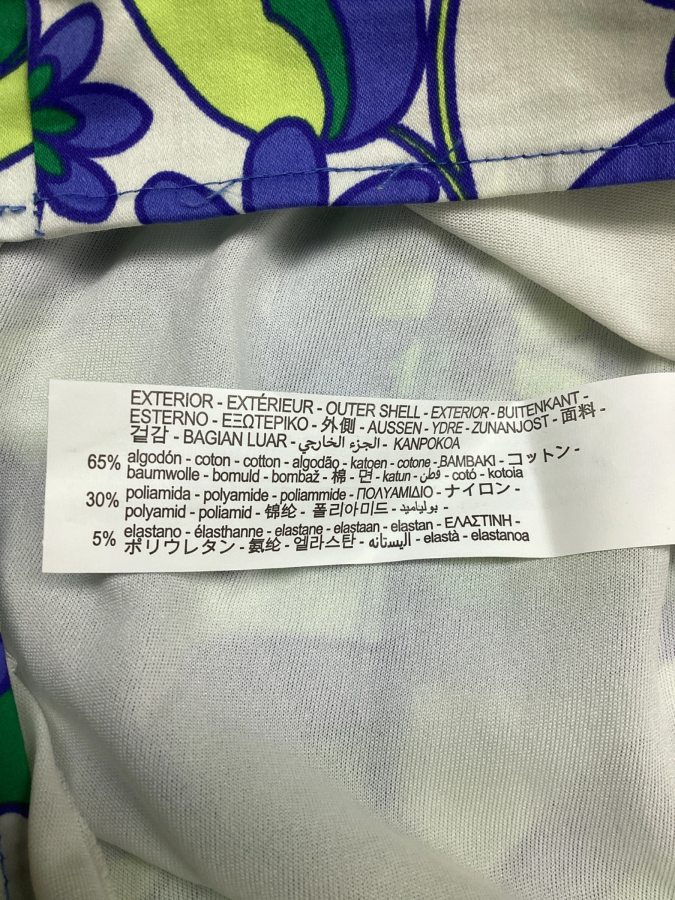 EXTERIOR - EXTÉRIEUR - OUTER SHELL - EXTERIOR - BUITENKANT -
ESTERNO - ΕΞΩΤΕΡΙΚΟ - 外側 - AUSSEN - YDRE - ZUNANJOST - 面料 -
겉감 - BAGIAN LUAR - الجزء الخارجي - KANPOKOA
65% algodón - coton - cotton - algodão - katoen - cotone - BAMBAKI - コットン -
baumwolle - bomuld - bombaž - 棉 - 면 - katun - قطن - cotó - kotoia
30% poliamida - polyamide - poliammide - ΠΟΛΥΑΜΙΔΙΟ - ナイロン -
polyamid - poliamid - 锦纶 - 폴리아미드 - بولياميد -
5% elastano - élasthanne - elastane - elastaan - elastan - ΕΛΑΣΤΙΝΗ -
ポリウレタン - 氨纶 - 엘라스탄 - اليستانه - elastà - elastanoa